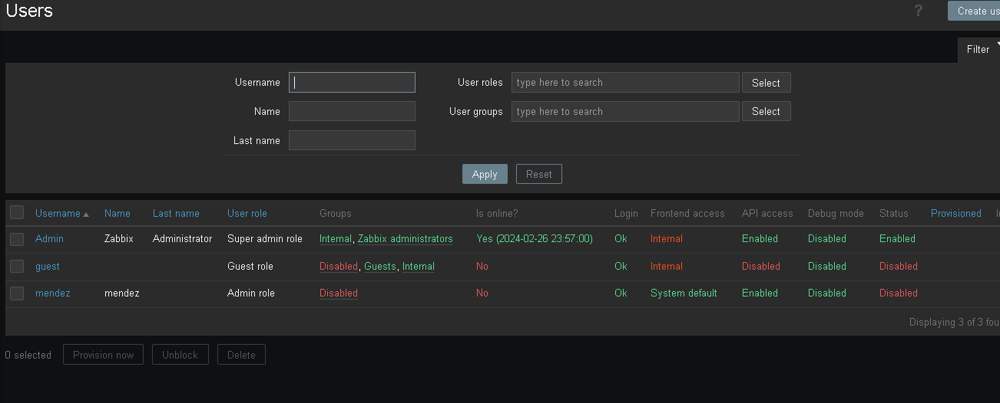 Users ? Create us
Filter
Username User roles type here to search Select
Name User groups type here to search Select
Last name
Apply Reset
Username Name Last name User role Groups Is online? Login Frontend access API access Debug mode Status Provisioned
Admin Zabbix Administrator Super admin role Internal, Zabbix administrators Yes (2024-02-26 23:57:00) Ok Internal Enabled Disabled Enabled
guest Guest role Disabled, Guests, Internal No Ok Internal Disabled Disabled Disabled
mendez mendez Admin role Disabled No Ok System default Enabled Disabled Disabled
Displaying 3 of 3 fou
0 selected Provision now Unblock Delete